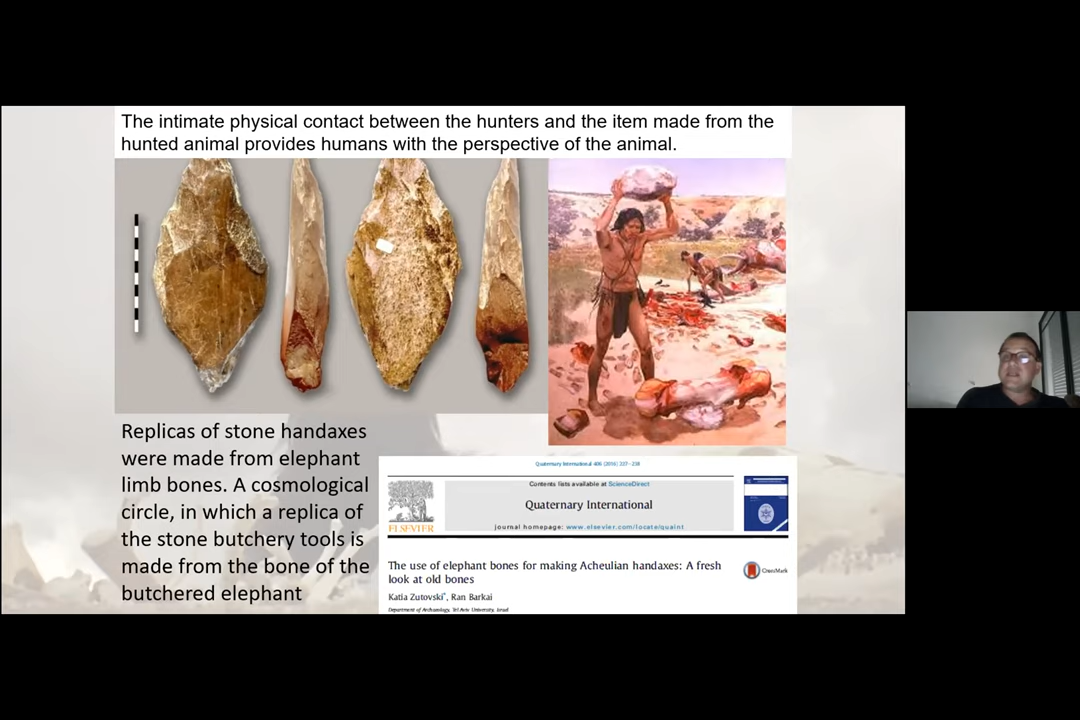 The intimate physical contact between the hunters and the item made from the
hunted animal provides humans with the perspective of the animal.
Replicas of stone handaxes
were made from elephant
limb bones. A cosmological
circle, in which a replica of
the stone butchery tools is
made from the bone of the
butchered elephant
Quaternary International 406 (2016) 227–238
Contents lists available at ScienceDirect
Quaternary International
journal homepage: www.elsevier.com/locate/quaint
ELSEVIER
The use of elephant bones for making Acheulian handaxes: A fresh
look at old bones
CrossMark
Katia Zutovski*, Ran Barkai
Department of Archaeology, Tel Aviv University, Israel